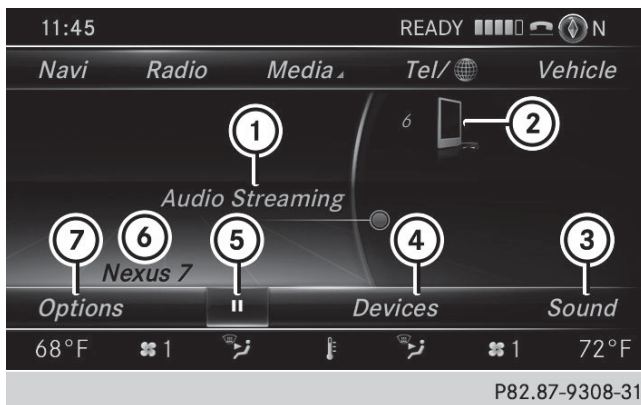 11:45 READY N
Navi Radio Media Tel/ Vehicle
1 6 2
Audio Streaming
7 6 5 4 3
Nexus 7
Options Devices Sound
68°F 1 1 72°F
P82.87-9308-31